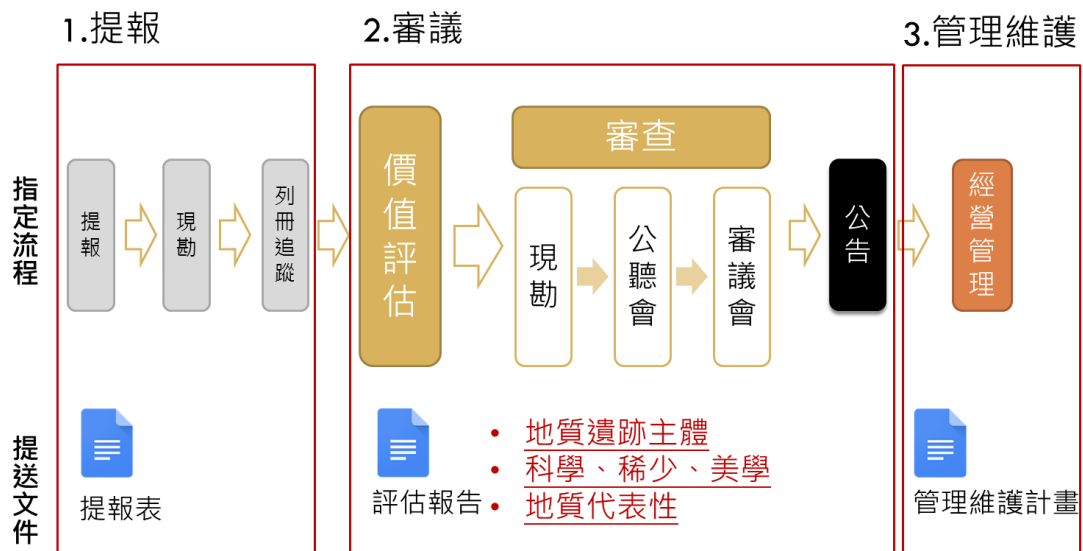 1.提報
2.審議
3.管理維護
指定流程
提報
現勘
列冊追蹤
價值評估
審查
現勘
公聽會
審議會
公告
經營管理
提送文件
提報表
評估報告
• 地質遺跡主體
• 科學、稀少、美學
• 地質代表性
管理維護計畫